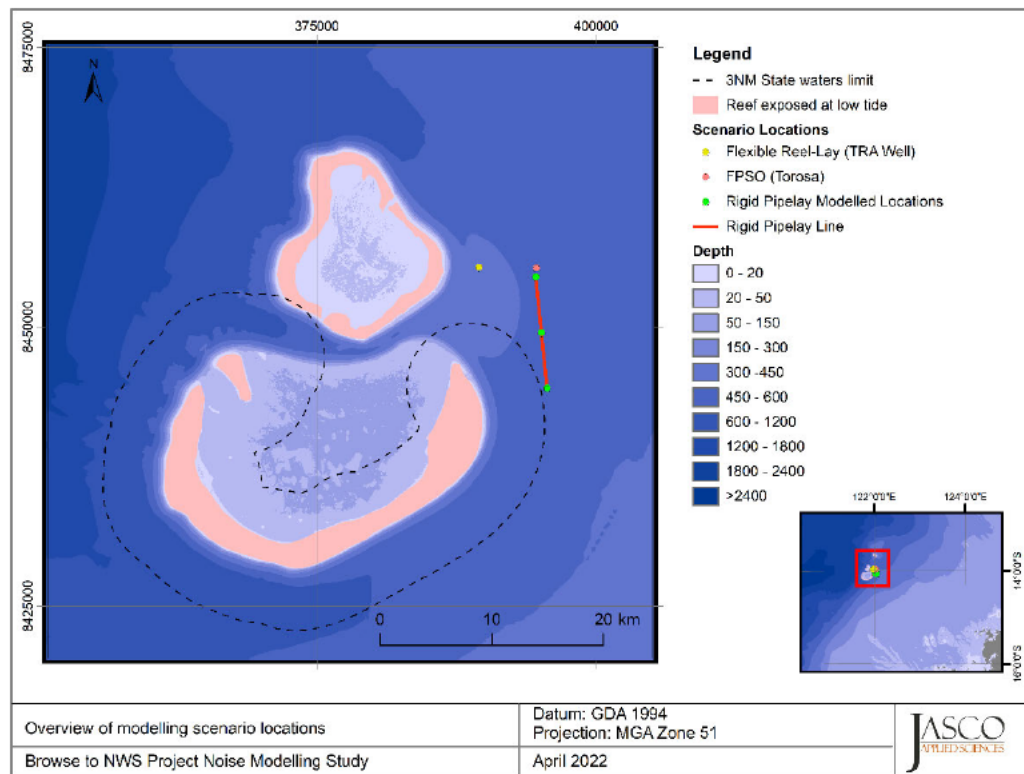 375000
400000
8475000
8450000
8425000
N
0
10
20 km
Legend
3NM State waters limit
Reef exposed at low tide
Scenario Locations
Flexible Reel-Lay (TRA Well)
FPSO (Torosa)
Rigid Pipelay Modelled Locations
Rigid Pipelay Line
Depth
0 - 20
20 - 50
50 - 150
150 - 300
300 -450
450 - 600
600 - 1200
1200 - 1800
1800 - 2400
>2400
122°0'0"E
124°0'0"E
14°0'0"S
16°0'0"S
Overview of modelling scenario locations
Datum: GDA 1994
Projection: MGA Zone 51
Browse to NWS Project Noise Modelling Study
April 2022
JASCO
APPLIED SCIENCES